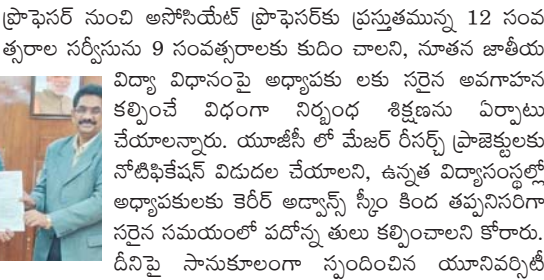 ప్రొఫెసర్ నుంచి అసోసియేట్ ప్రొఫెసర్‌కు ప్రస్తుతమున్న 12 సంవ
త్సరాల సర్వీసును 9 సంవత్సరాలకు కుదిం చాలని, నూతన జాతీయ
విద్యా విధానంపై అధ్యాపకు లకు సరైన అవగాహన
కల్పించే విధంగా నిర్బంధ శిక్షణను ఏర్పాటు
చేయాలన్నారు. యూజీసీ లో మేజర్ రీసర్చ్ ప్రాజెక్టులకు
నోటిఫికేషన్ విడుదల చేయాలని, ఉన్నత విద్యాసంస్థల్లో
అధ్యాపకులకు కెరీర్ అడ్వాన్స్ స్కీం కింద తప్పనిసరిగా
సరైన సమయంలో పదోన్న తులు కల్పించాలని కోరారు.
దీనిపై సానుకూలంగా స్పందించిన యూనివర్సిటీ